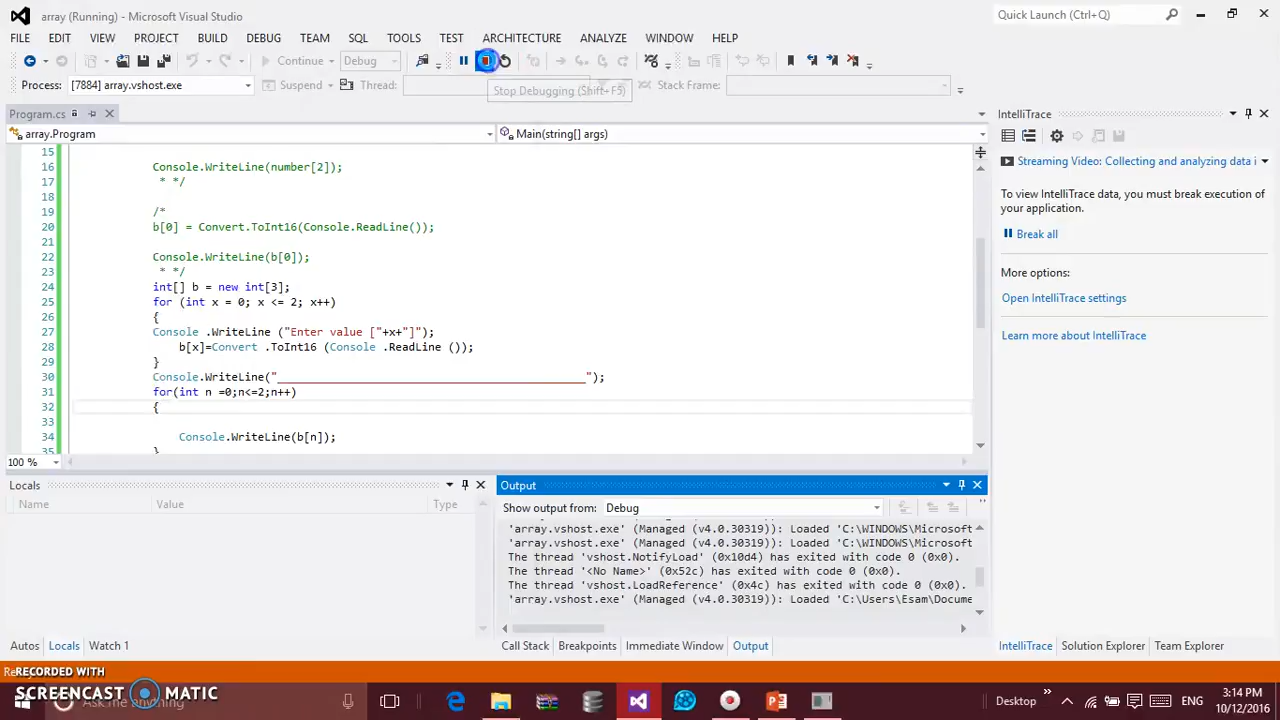 array (Running) - Microsoft Visual Studio
Quick Launch (Ctrl+Q)
FILE EDIT VIEW PROJECT BUILD DEBUG TEAM SQL TOOLS TEST ARCHITECTURE ANALYZE WINDOW HELP
Continue Debug
Process: [7884] array.vshost.exe Suspend Thread: Stack Frame:
Stop Debugging (Shift+F5)
Program.cs
array.Program Main(string[] args)
15
16 Console.WriteLine(number[2]);
17 * */
18
19 /*
20 b[0] = Convert.ToInt16(Console.ReadLine());
21
22 Console.WriteLine(b[0]);
23 * */
24 int[] b = new int[3];
25 for (int x = 0; x <= 2; x++)
26 {
27 Console .WriteLine ("Enter value ["+x+"]");
28 b[x]=Convert .ToInt16 (Console .ReadLine ());
29 }
30 Console.WriteLine("_________________________________________");
31 for(int n =0;n<=2;n++)
32 {
33
34 Console.WriteLine(b[n]);
35 }
100 %
IntelliTrace
Streaming Video: Collecting and analyzing data i
To view IntelliTrace data, you must break execution of
your application.
Break all
More options:
Open IntelliTrace settings
Learn more about IntelliTrace
Locals
Name Value Type
Autos Locals Watch 1
Output
Show output from: Debug
'array.vshost.exe' (Managed (v4.0.30319)): Loaded 'C:\WINDOWS\Microsoft
'array.vshost.exe' (Managed (v4.0.30319)): Loaded 'C:\WINDOWS\Microsoft
The thread 'vshost.NotifyLoad' (0x10d4) has exited with code 0 (0x0).
The thread '<No Name>' (0x52c) has exited with code 0 (0x0).
The thread 'vshost.LoadReference' (0x4c) has exited with code 0 (0x0).
'array.vshost.exe' (Managed (v4.0.30319)): Loaded 'C:\Users\Esam\Docume
Call Stack Breakpoints Immediate Window Output
IntelliTrace Solution Explorer Team Explorer
RECORDED WITH
SCREENCAST MATIC
Ask me anything
Desktop
ENG
3:14 PM
10/12/2016